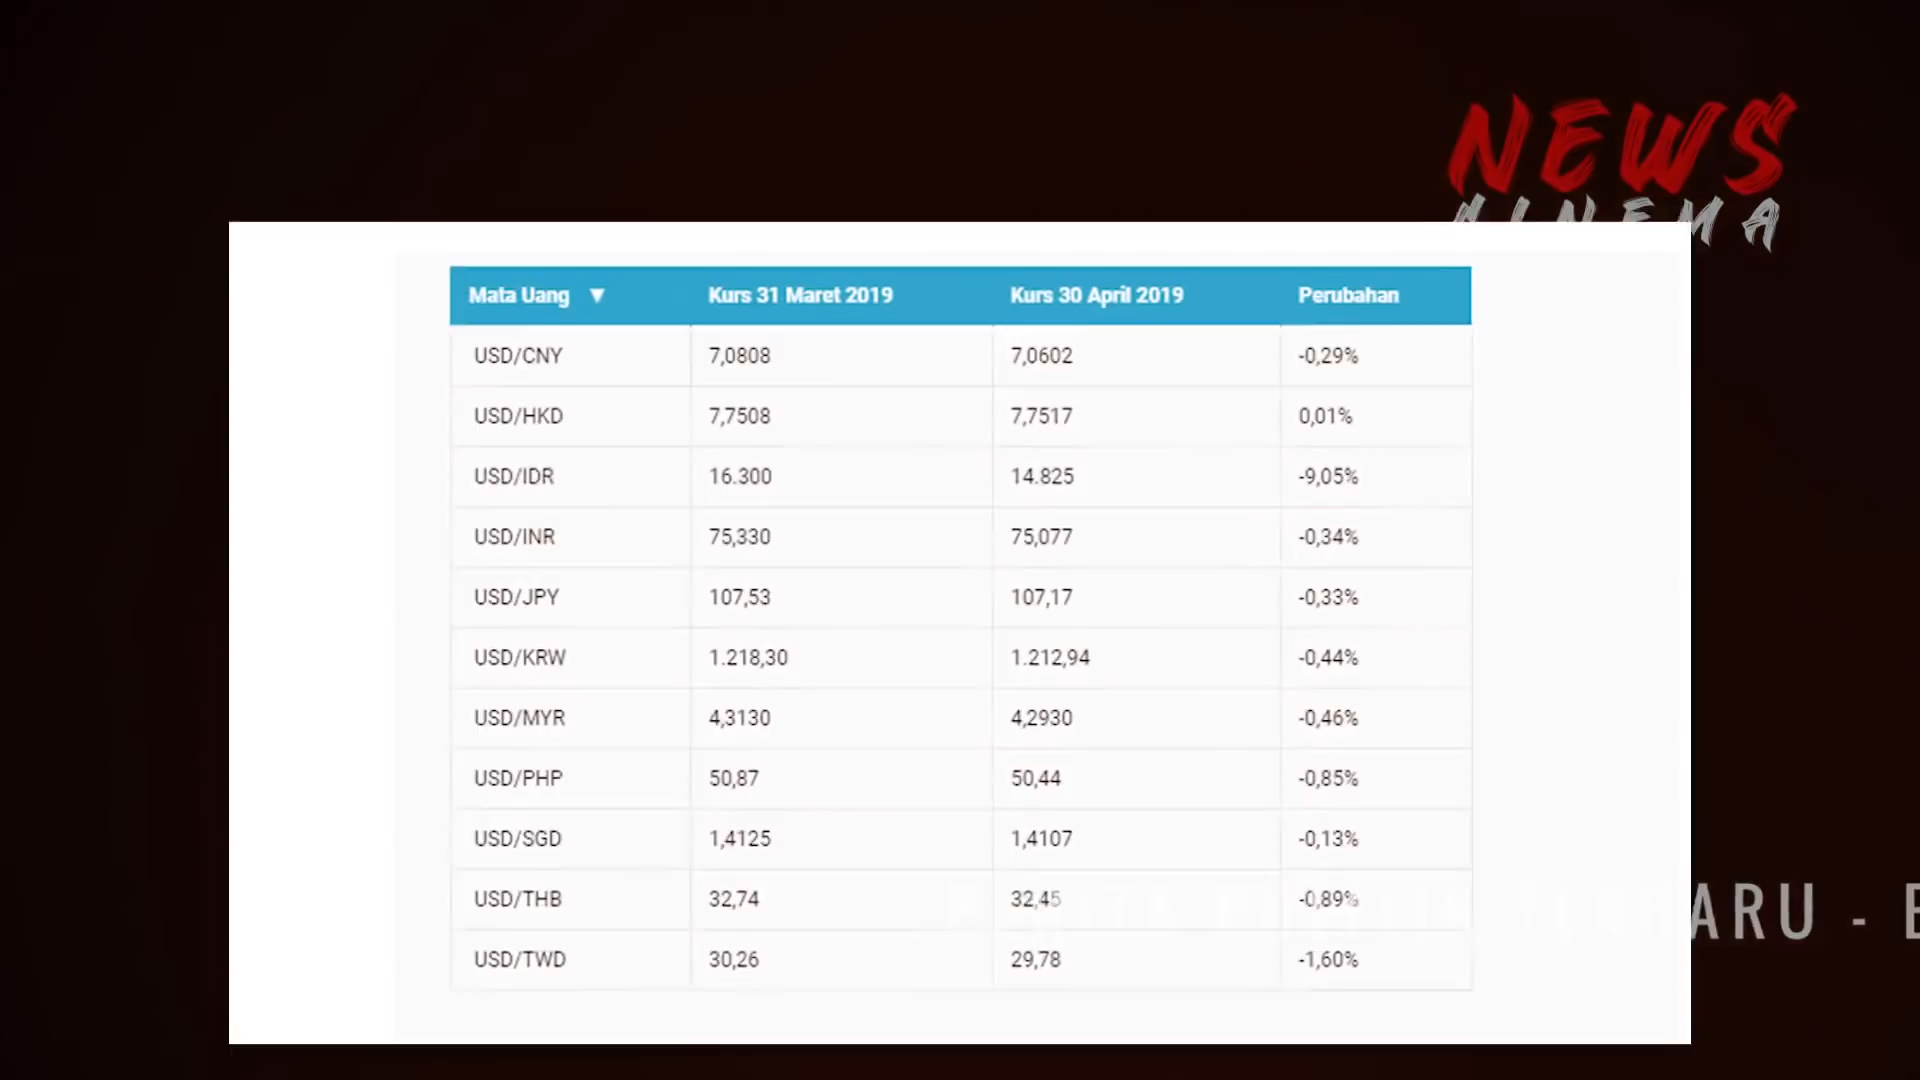 NEWS
CINEMA
Mata Uang ▼ Kurs 31 Maret 2019 Kurs 30 April 2019 Perubahan
USD/CNY 7,0808 7,0602 -0,29%
USD/HKD 7,7508 7,7517 0,01%
USD/IDR 16.300 14.825 -9,05%
USD/INR 75,330 75,077 -0,34%
USD/JPY 107,53 107,17 -0,33%
USD/KRW 1.218,30 1.212,94 -0,44%
USD/MYR 4,3130 4,2930 -0,46%
USD/PHP 50,87 50,44 -0,85%
USD/SGD 1,4125 1,4107 -0,13%
USD/THB 32,74 32,45 -0,89%
USD/TWD 30,26 29,78 -1,60%